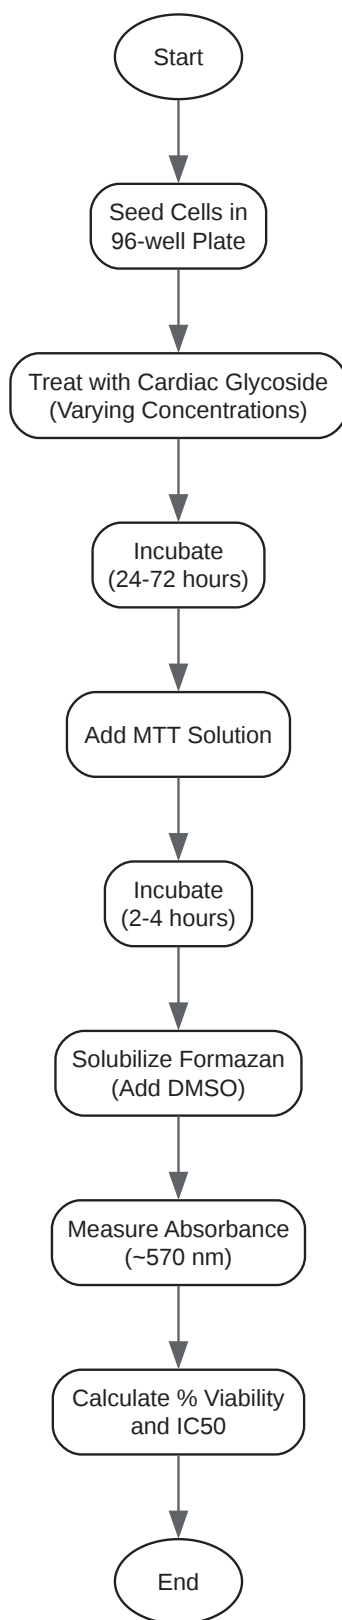 Start
Seed Cells in
96-well Plate
Treat with Cardiac Glycoside
(Varying Concentrations)
Incubate
(24-72 hours)
Add MTT Solution
Incubate
(2-4 hours)
Solubilize Formazan
(Add DMSO)
Measure Absorbance
(~570 nm)
Calculate % Viability
and IC50
End